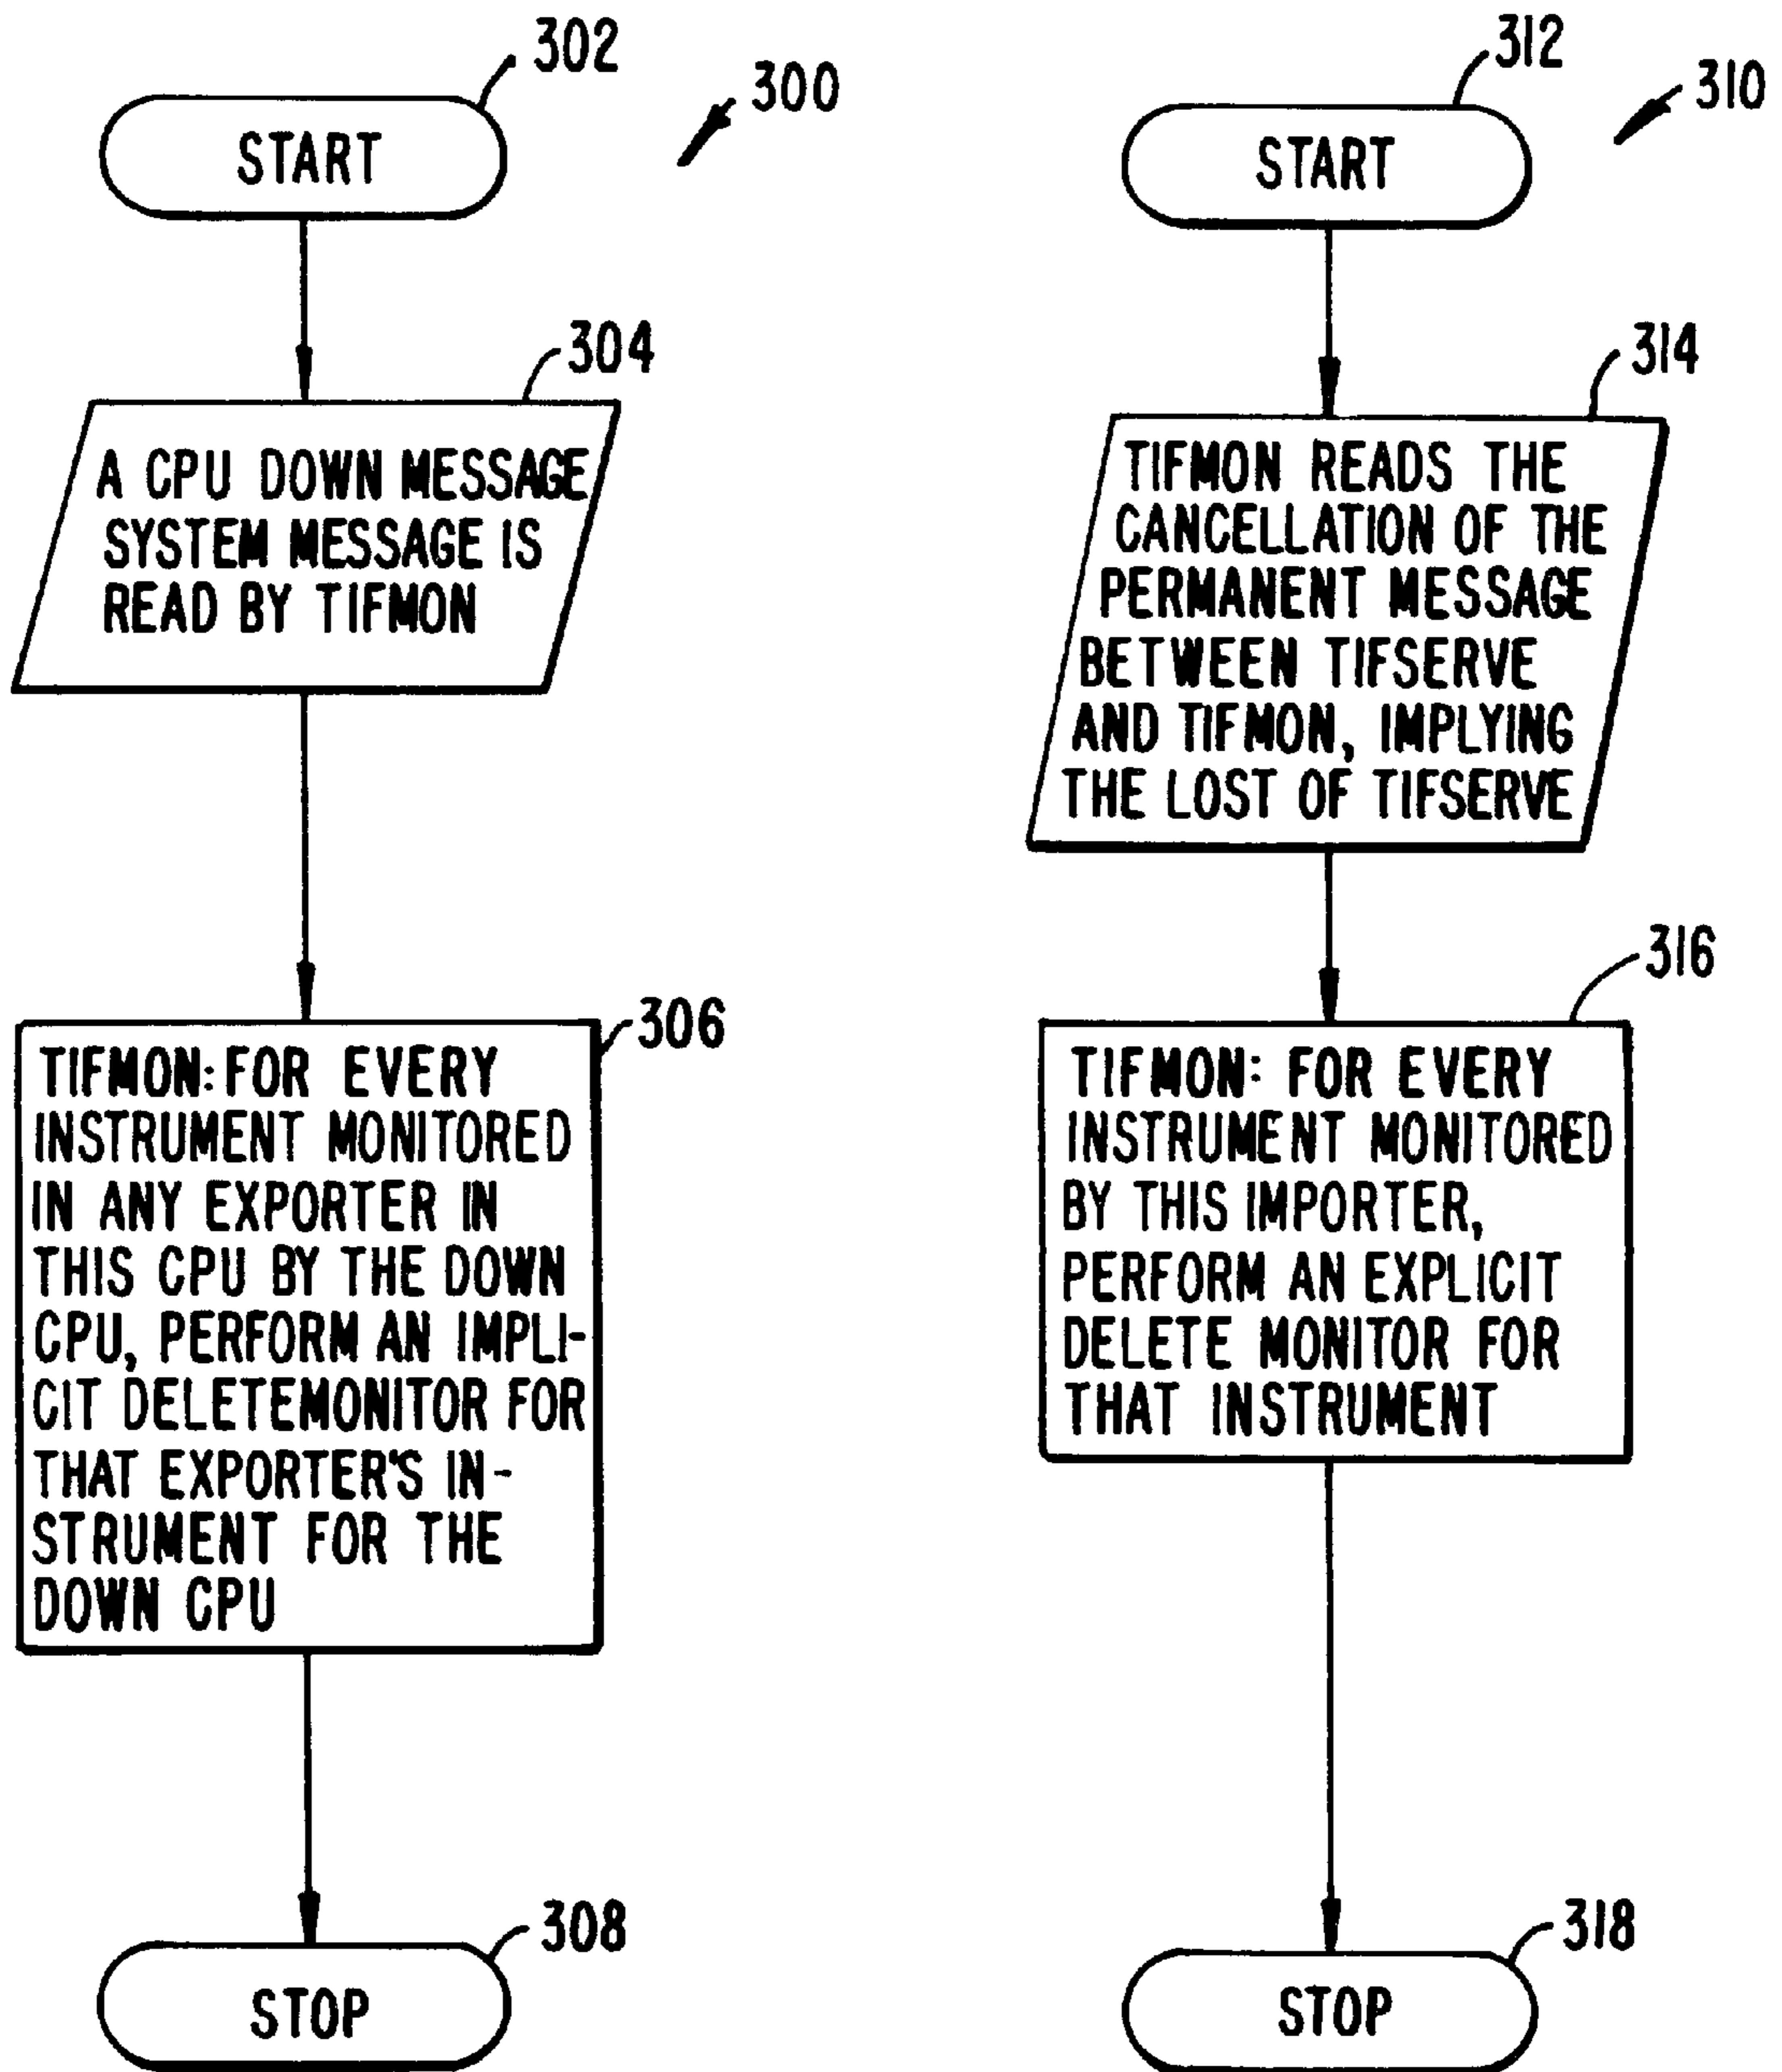 302
300
START
304
A CPU DOWN MESSAGE
SYSTEM MESSAGE IS
READ BY TIFMON
306
TIFMON: FOR EVERY
INSTRUMENT MONITORED
IN ANY EXPORTER IN
THIS CPU BY THE DOWN
CPU, PERFORM AN IMPLI-
CIT DELETEMONITOR FOR
THAT EXPORTER'S IN-
STRUMENT FOR THE
DOWN CPU
308
STOP
312
310
START
314
TIFMON READS THE
CANCELLATION OF THE
PERMANENT MESSAGE
BETWEEN TIFSERVE
AND TIFMON, IMPLYING
THE LOST OF TIFSERVE
316
TIFMON: FOR EVERY
INSTRUMENT MONITORED
BY THIS IMPORTER,
PERFORM AN EXPLICIT
DELETE MONITOR FOR
THAT INSTRUMENT
318
STOP